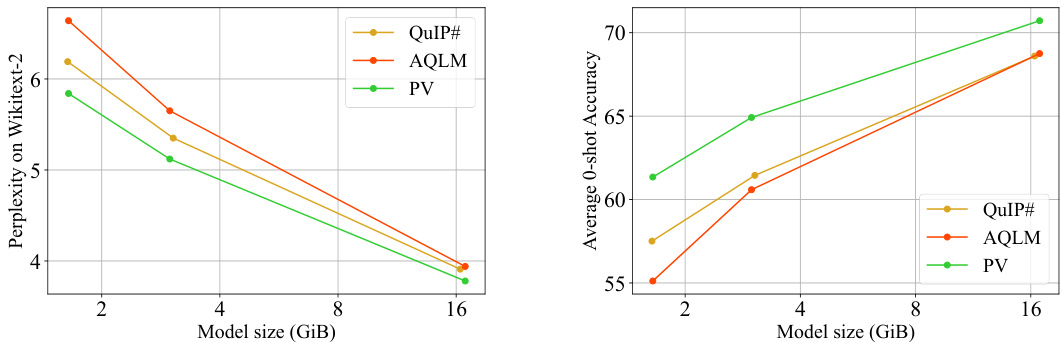 Perplexity on Wikitext-2
6
5
4
2
4
8
16
Model size (GiB)
QuIP#
AQLM
PV
Average 0-shot Accuracy
70
65
60
55
2
4
8
16
Model size (GiB)
QuIP#
AQLM
PV